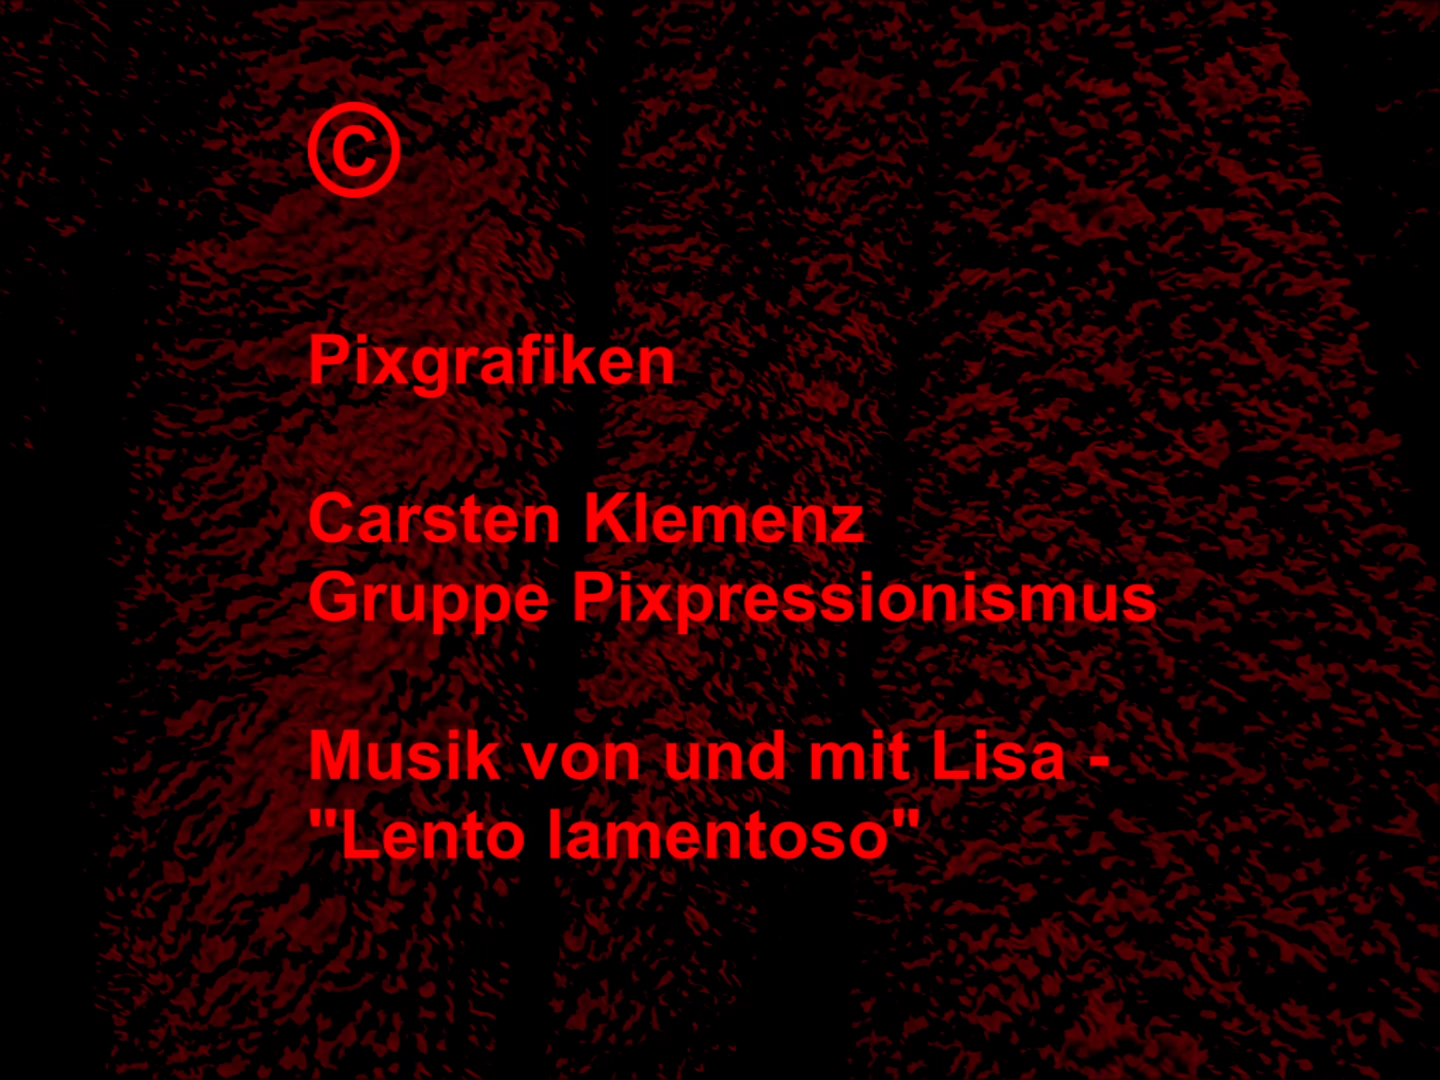 ©
Pixgrafiken
Carsten Klemenz
Gruppe Pixpressionismus
Musik von und mit Lisa -
"Lento lamentoso"